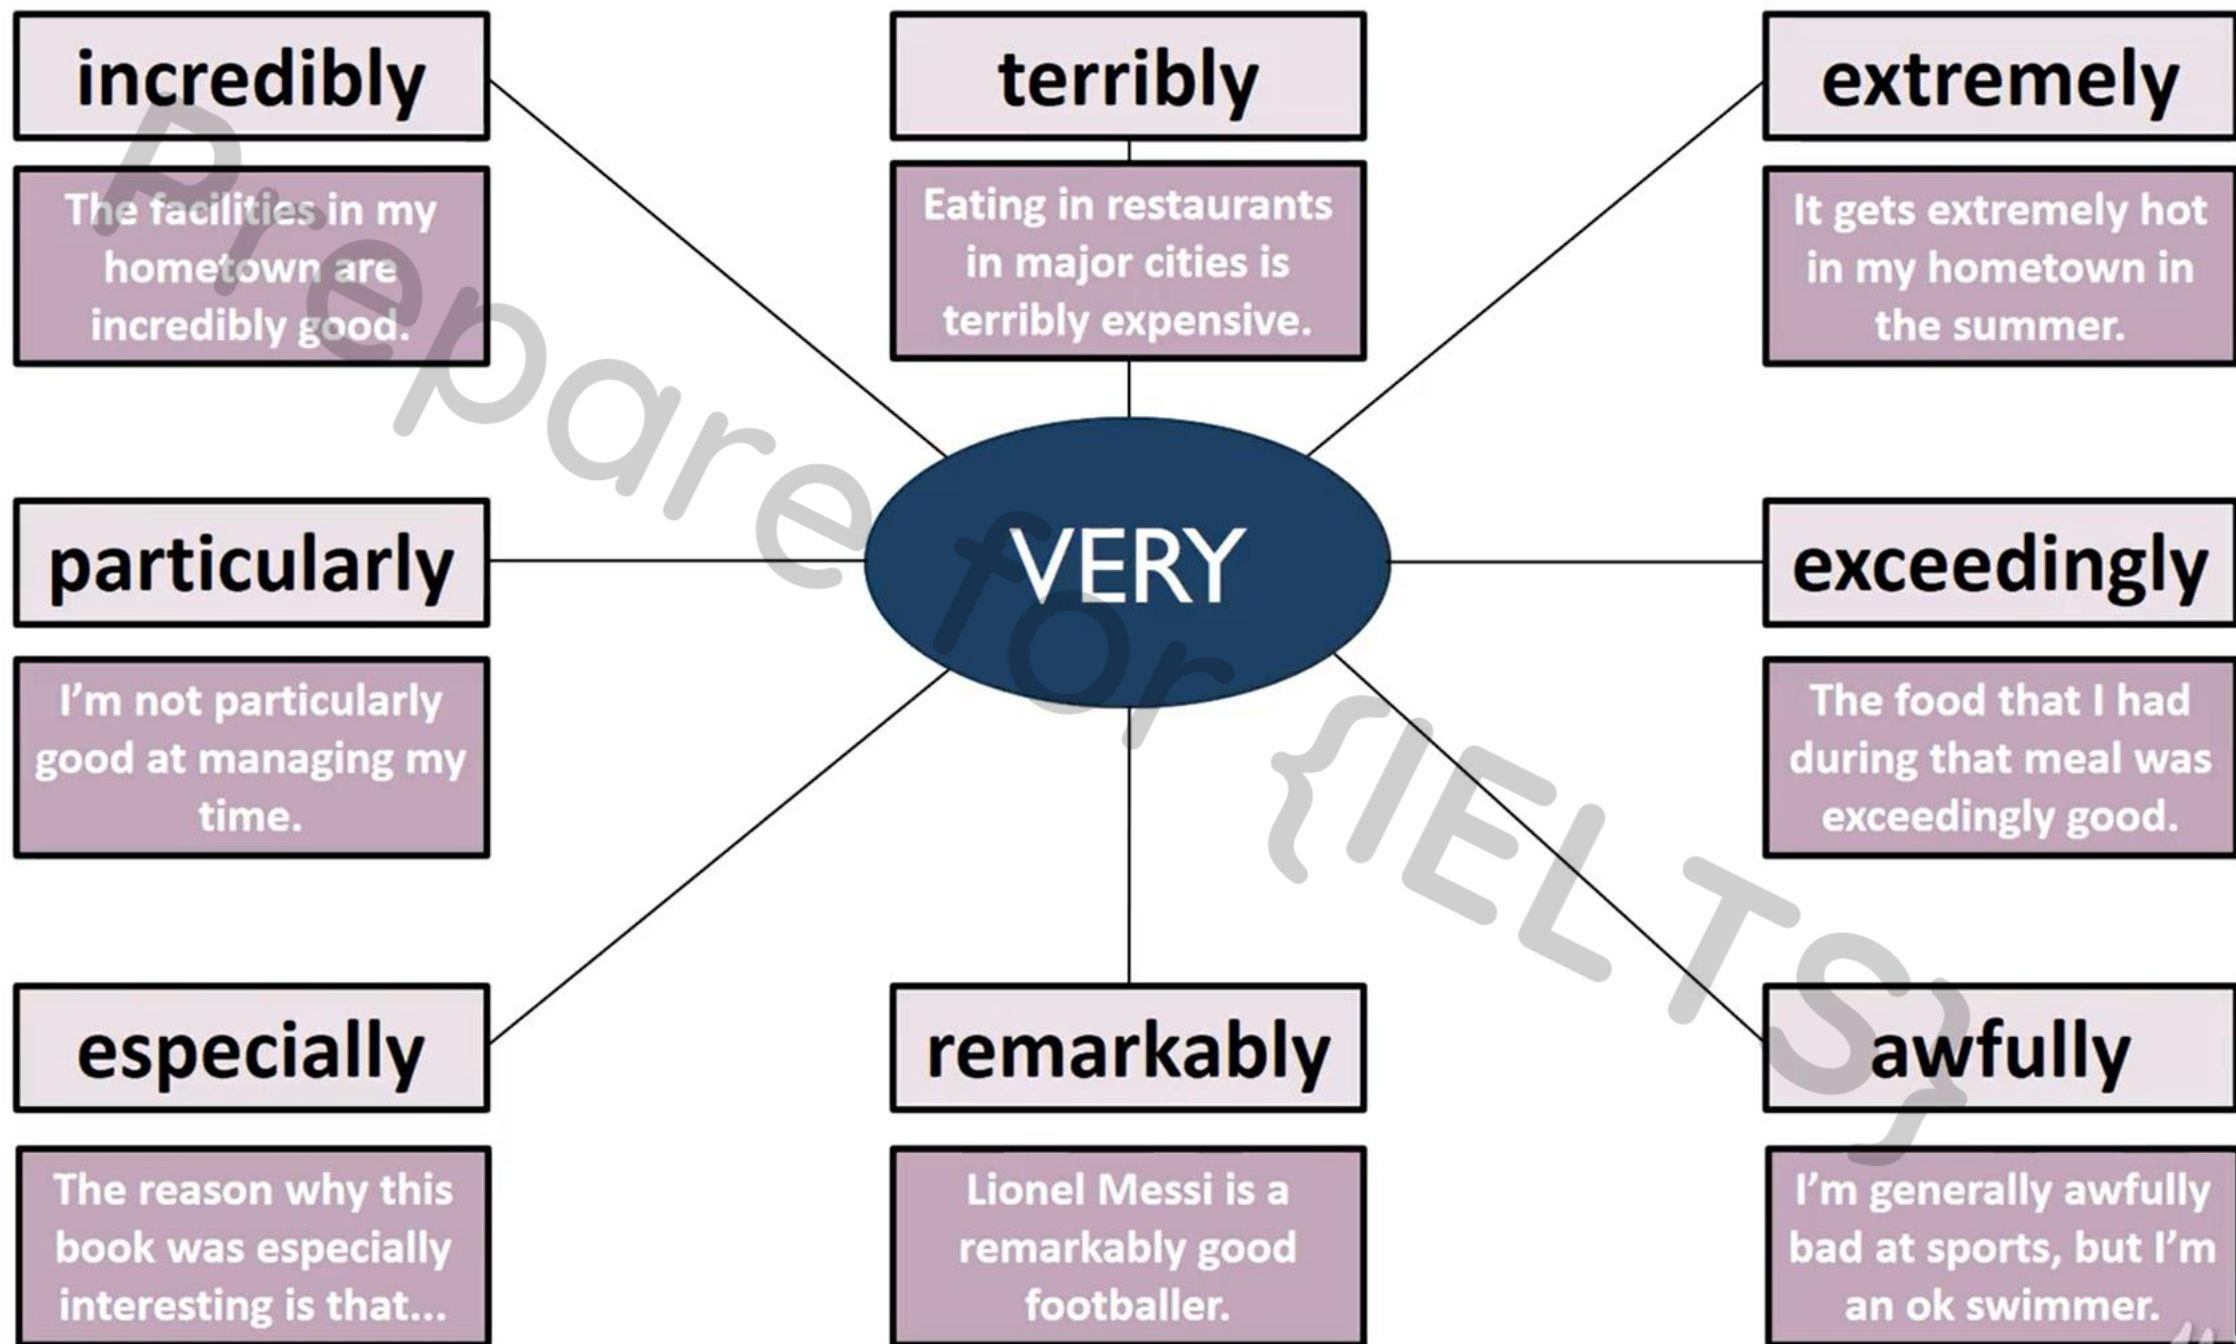 incredibly
The facilities in my
hometown are
incredibly good.
terribly
Eating in restaurants
in major cities is
terribly expensive.
extremely
It gets extremely hot
in my hometown in
the summer.
particularly
I'm not particularly
good at managing my
time.
VERY
exceedingly
The food that I had
during that meal was
exceedingly good.
especially
The reason why this
book was especially
interesting is that...
remarkably
Lionel Messi is a
remarkably good
footballer.
awfully
I'm generally awfully
bad at sports, but I'm
an ok swimmer.
Prepare for {IELTS}